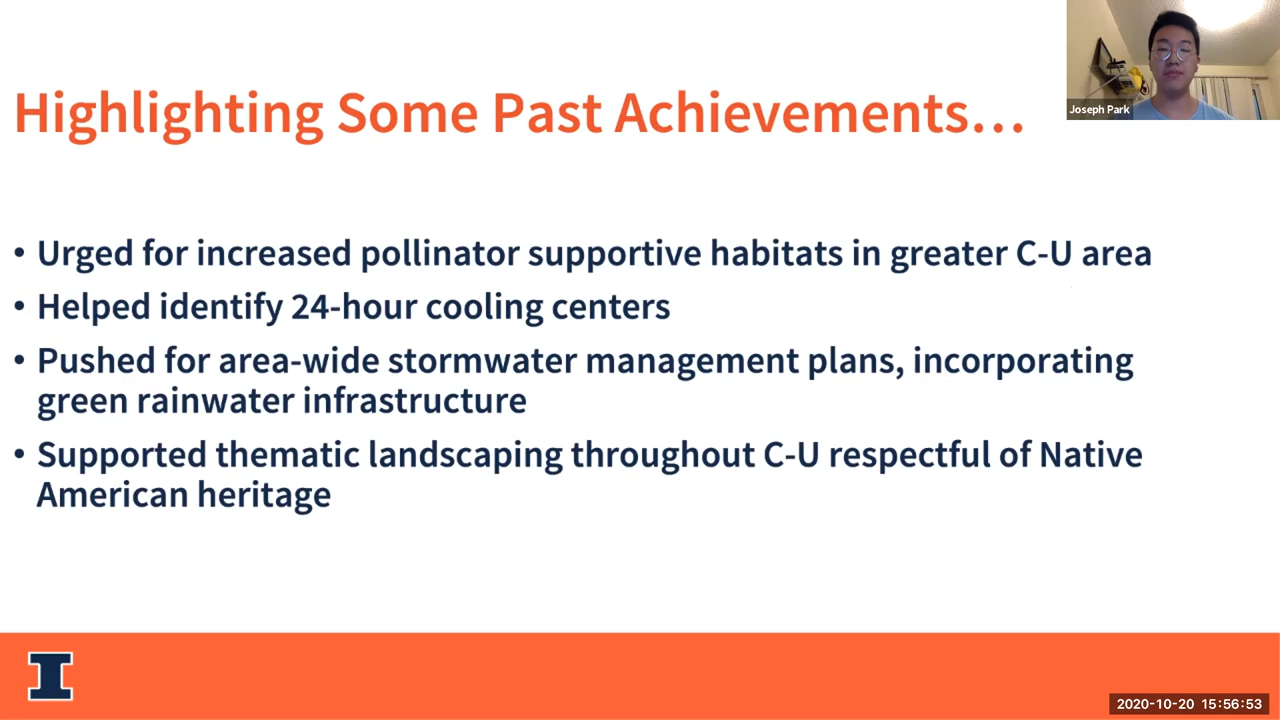 Highlighting Some Past Achievements...
Joseph Park
• Urged for increased pollinator supportive habitats in greater C-U area
• Helped identify 24-hour cooling centers
• Pushed for area-wide stormwater management plans, incorporating
green rainwater infrastructure
• Supported thematic landscaping throughout C-U respectful of Native
American heritage
I
2020-10-20 15:56:53